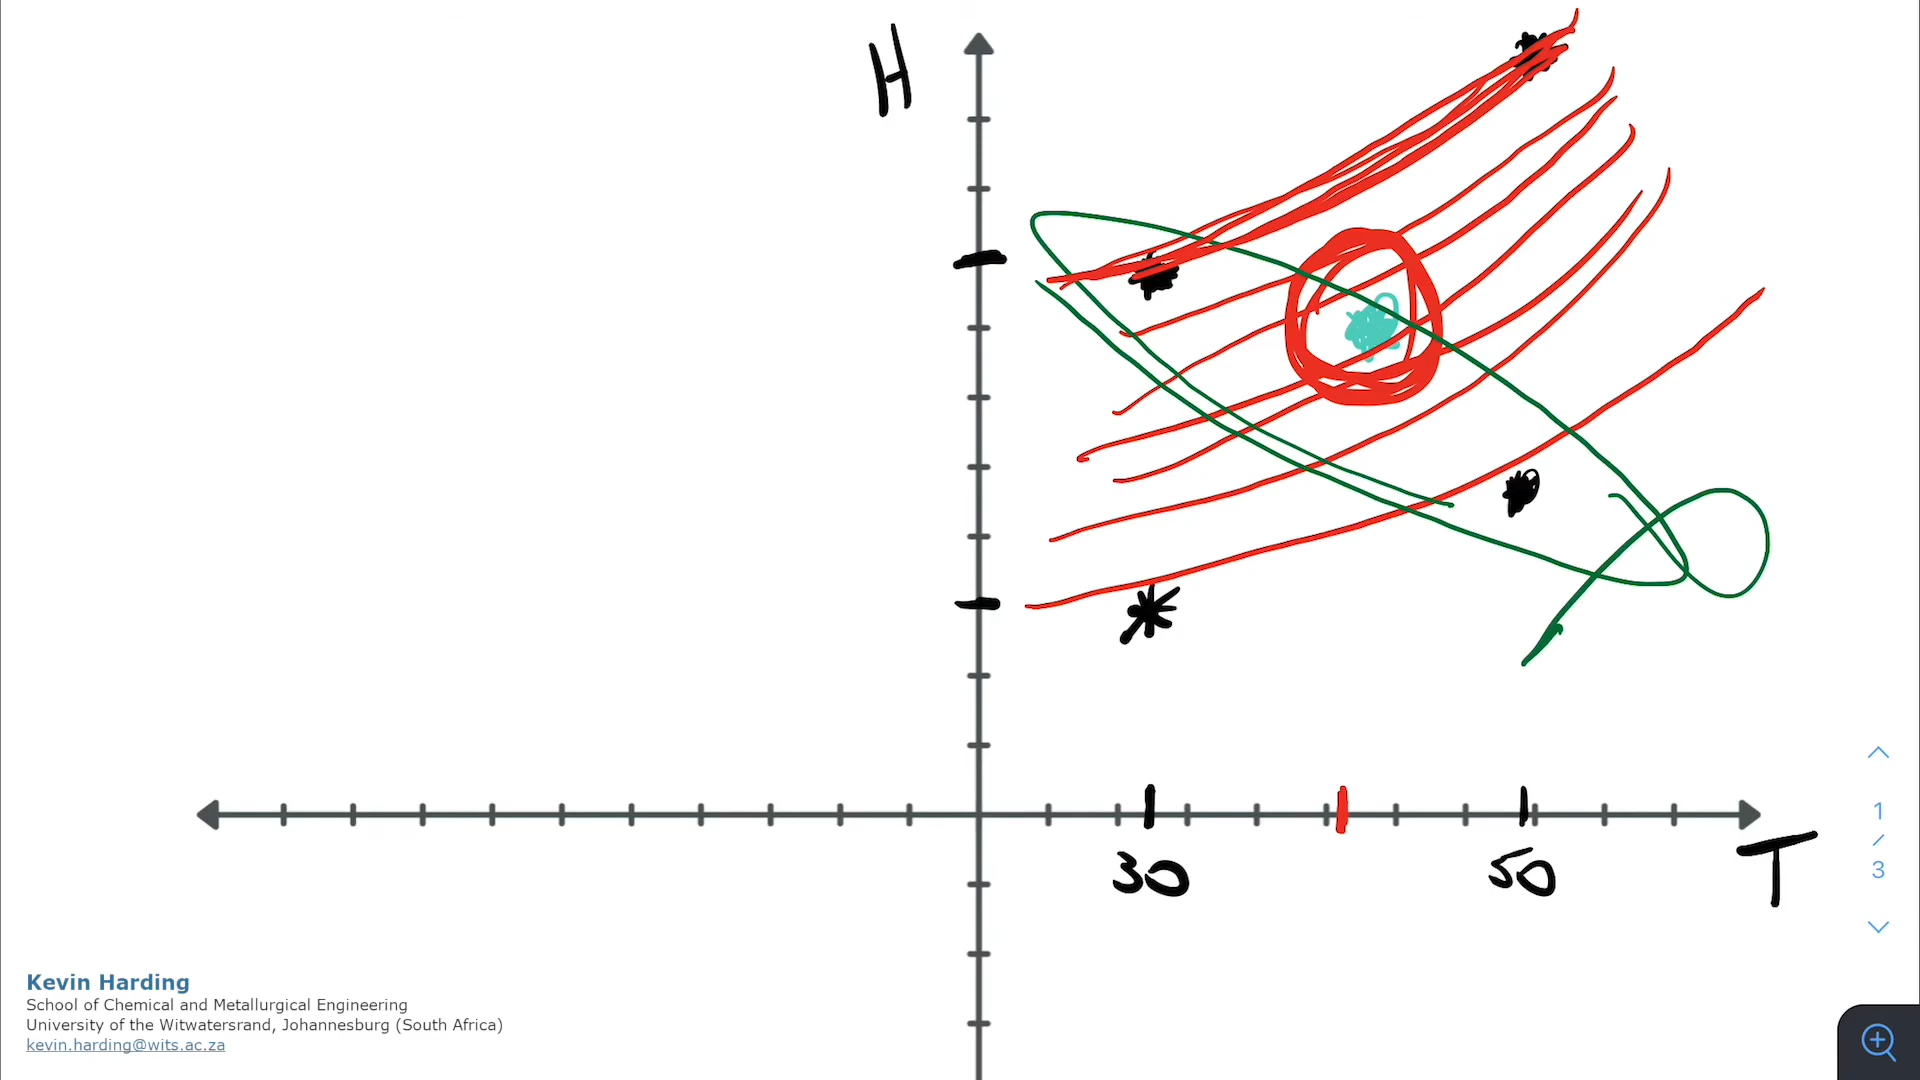 H
30
50
T
1
/
3
Kevin Harding
School of Chemical and Metallurgical Engineering
University of the Witwatersrand, Johannesburg (South Africa)
kevin.harding@wits.ac.za